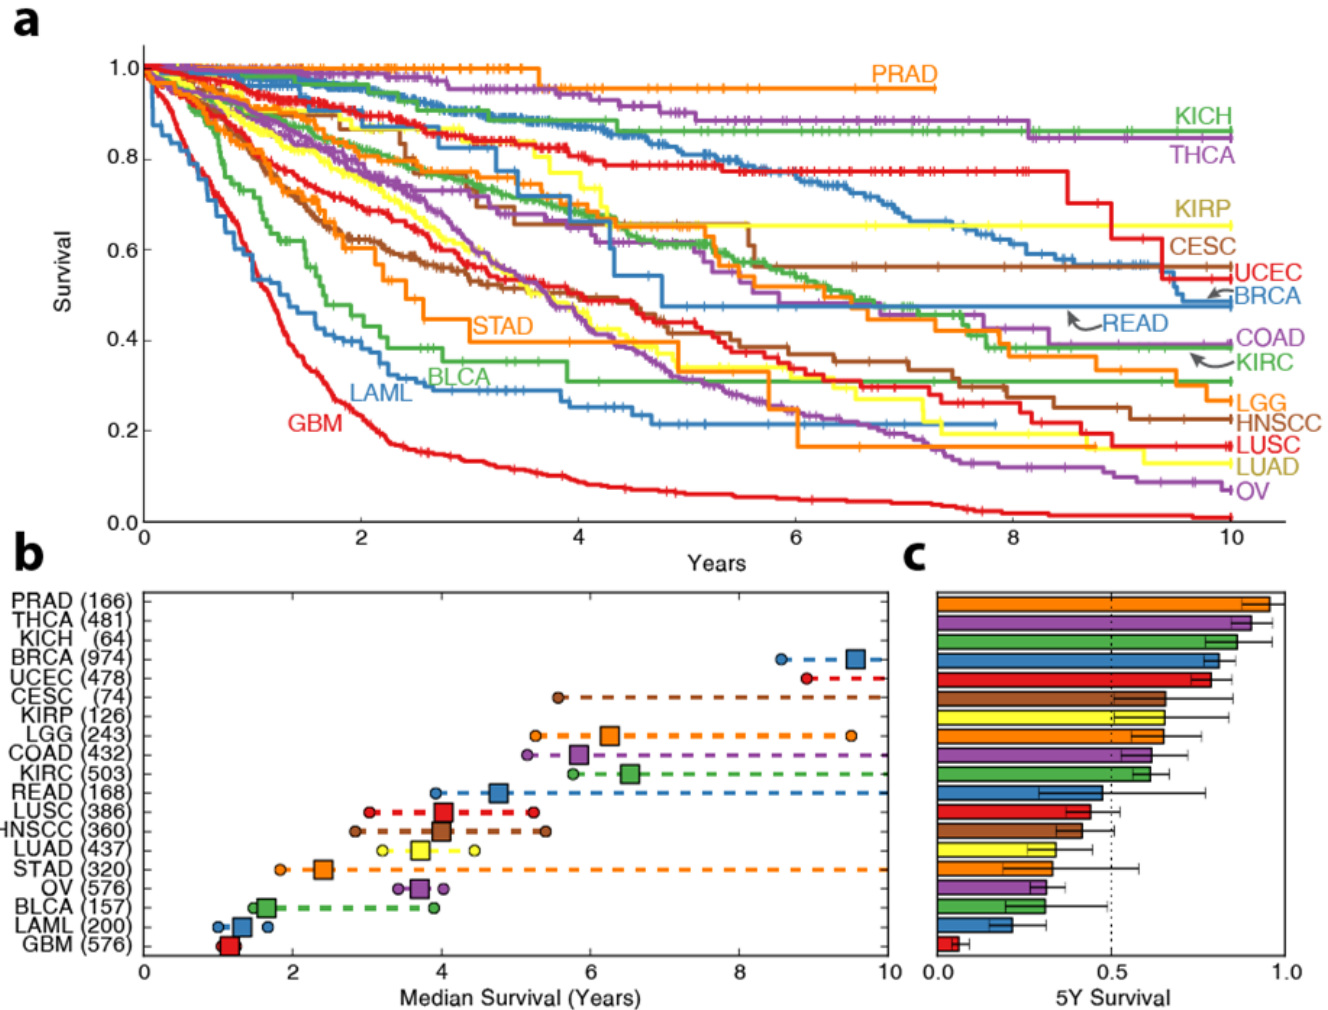 a
1.0
0.8
0.6
0.4
0.2
0.0
Survival
PRAD
KICH
THCA
KIRP
CESC
UCEC
BRCA
READ
COAD
KIRC
LGG
HNSCC
LUSC
LUAD
OV
STAD
BLCA
LAML
GBM
0 2 4 6 8 10
Years
b
PRAD (166)
THCA (481)
KICH (64)
BRCA (974)
UCEC (478)
CESC (74)
KIRP (126)
LGG (243)
COAD (432)
KIRC (503)
READ (168)
LUSC (386)
HNSCC (360)
LUAD (437)
STAD (320)
OV (576)
BLCA (157)
LAML (200)
GBM (576)
0 2 4 6 8 10
Median Survival (Years)
c
0.0 0.5 1.0
5Y Survival